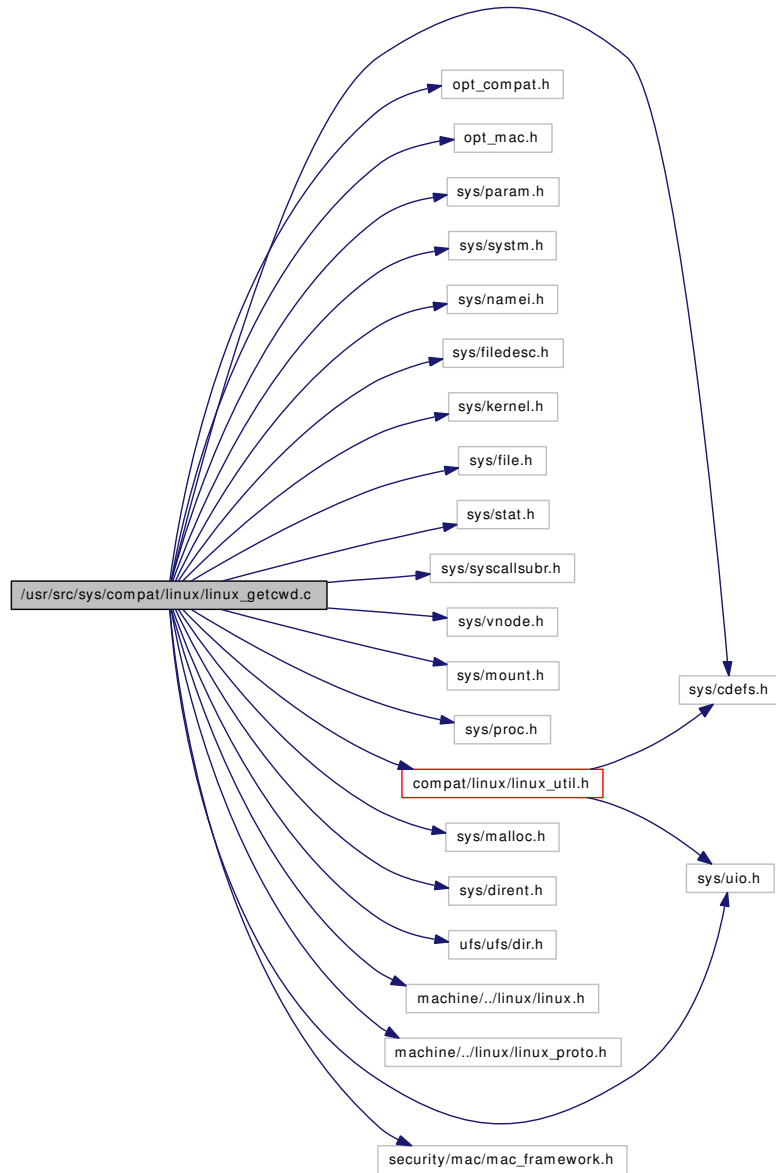 opt_compat.h
opt_mac.h
sys/param.h
sys/systm.h
sys/namei.h
sys/filedesc.h
sys/kernel.h
sys/file.h
sys/stat.h
sys/syscallsubr.h
/usr/src/sys/compat/linux/linux_getcwd.c
sys/vnode.h
sys/mount.h
sys/cdefs.h
sys/proc.h
compat/linux/linux_util.h
sys/malloc.h
sys/uio.h
sys/dirent.h
ufs/ufs/dir.h
machine/../linux/linux.h
machine/../linux/linux_proto.h
security/mac/mac_framework.h